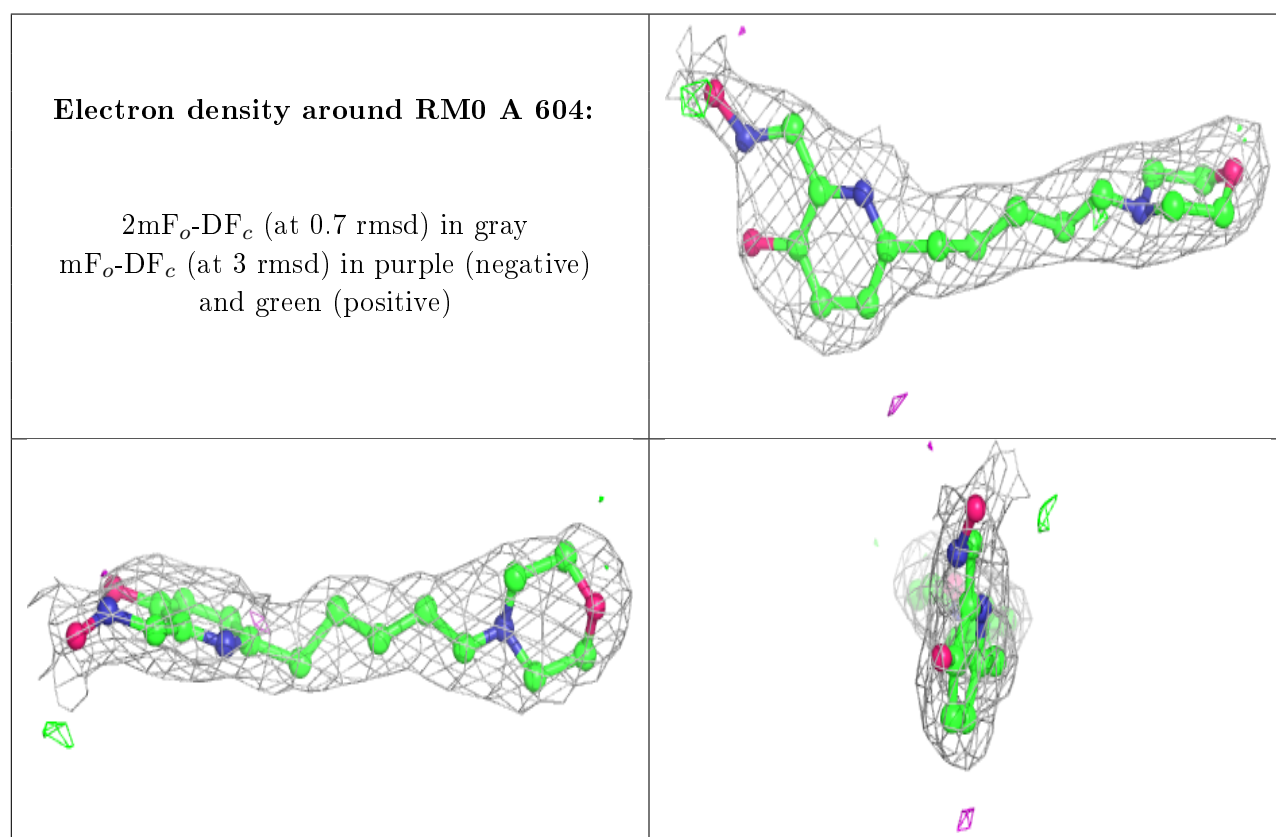 Electron density around RM0 A 604:
2mFo-DFc (at 0.7 rmsd) in gray
mFo-DFc (at 3 rmsd) in purple (negative)
and green (positive)